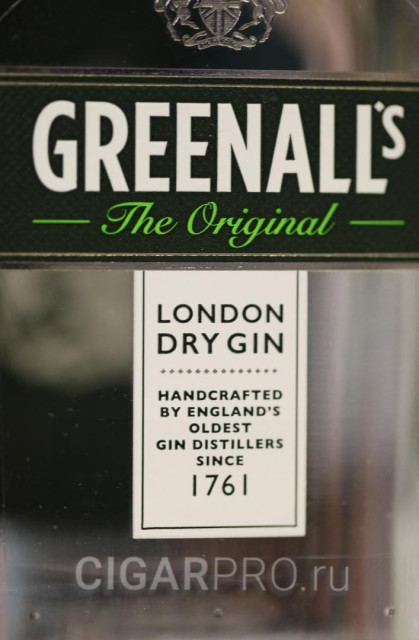 GREENALL'S
The Original
LONDON
DRY GIN
HANDCRAFTED
BY ENGLAND'S
OLDEST
GIN DISTILLERS
SINCE
1761
CIGARPRO.ru